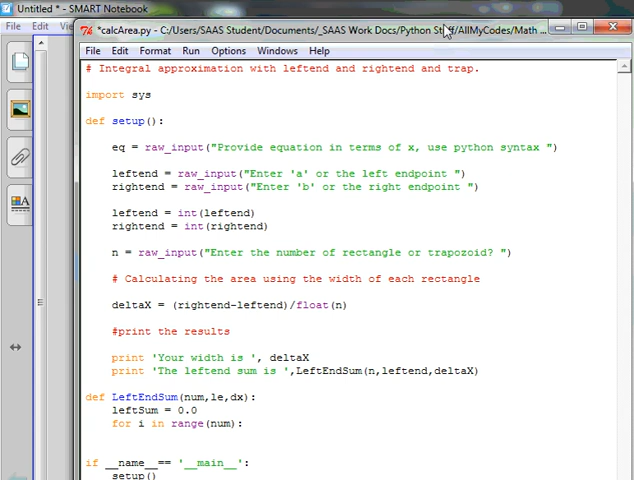 Untitled * - SMART Notebook
File Edit Vie
*calcArea.py - C:/Users/SAAS Student/Documents/_SAAS Work Docs/Python Stuff/AllMyCodes/Math ...
File Edit Format Run Options Windows Help
# Integral approximation with leftend and rightend and trap.
import sys
def setup():
eq = raw_input("Provide equation in terms of x, use python syntax ")
leftend = raw_input("Enter 'a' or the left endpoint ")
rightend = raw_input("Enter 'b' or the right endpoint ")
leftend = int(leftend)
rightend = int(rightend)
n = raw_input("Enter the number of rectangle or trapozoid? ")
# Calculating the area using the width of each rectangle
deltaX = (rightend-leftend)/float(n)
#print the results
print 'Your width is ', deltaX
print 'The leftend sum is ',LeftEndSum(n,leftend,deltaX)
def LeftEndSum(num,le,dx):
leftSum = 0.0
for i in range(num):
if __name__== '__main__':
setup()